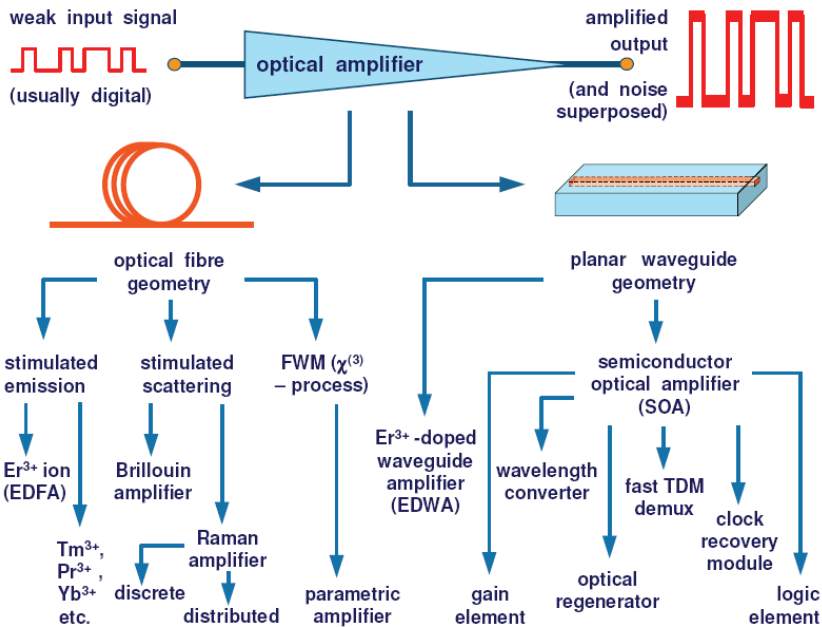 weak input signal
(usually digital)
optical amplifier
amplified
output
(and noise
superposed)
optical fibre
geometry
planar waveguide
geometry
stimulated
emission
stimulated
scattering
FWM (χ⁽³⁾
– process)
semiconductor
optical amplifier
(SOA)
Er³⁺ ion
(EDFA)
Brillouin
amplifier
Er³⁺ -doped
waveguide
amplifier
(EDWA)
wavelength
converter
fast TDM
demux
clock
recovery
module
Tm³⁺,
Pr³⁺ ,
Yb³⁺
etc.
Raman
amplifier
discrete
distributed
parametric
amplifier
gain
element
optical
regenerator
logic
element